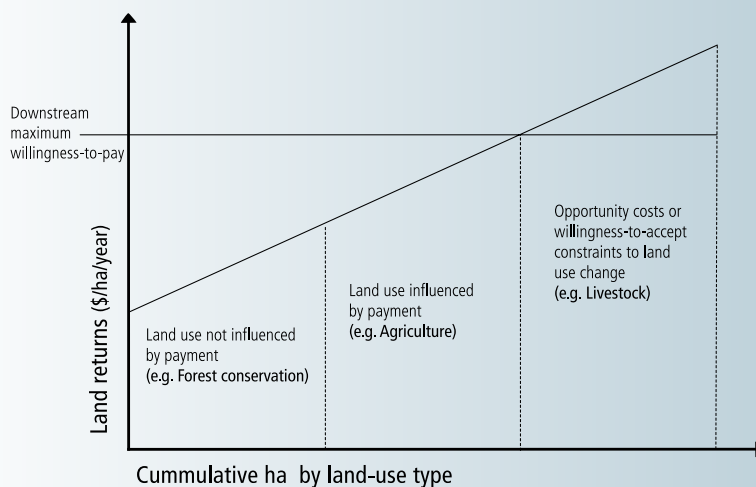 Downstream
maximum
willingness-to-pay
Land returns ($/ha/year)
Land use not influenced
by payment
(e.g. Forest conservation)
Land use influenced
by payment
(e.g. Agriculture)
Opportunity costs or
willingness-to-accept
constraints to land
use change
(e.g. Livestock)
Cummulative ha by land-use type